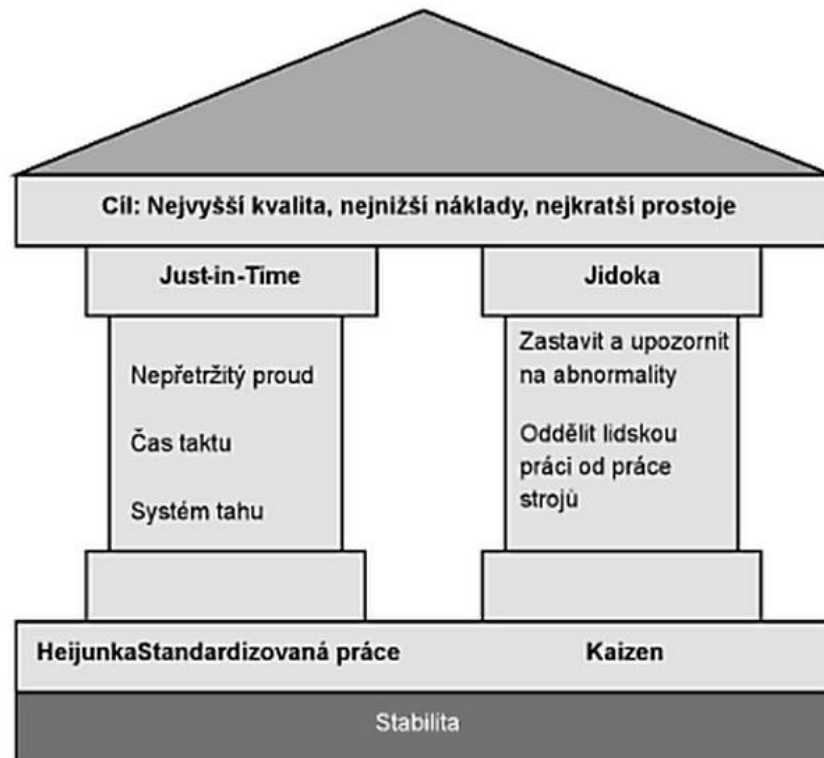 Cíl: Nejvyšší kvalita, nejnižší náklady, nejkratší prostoje
Just-in-Time
Nepřetržitý proud
Čas taktu
Systém tahu
Jidoka
Zastavit a upozornit
na abnormality
Oddělit lidskou
práci od práce
strojů
HeijunkaStandardizovaná práce
Kaizen
Stabilita